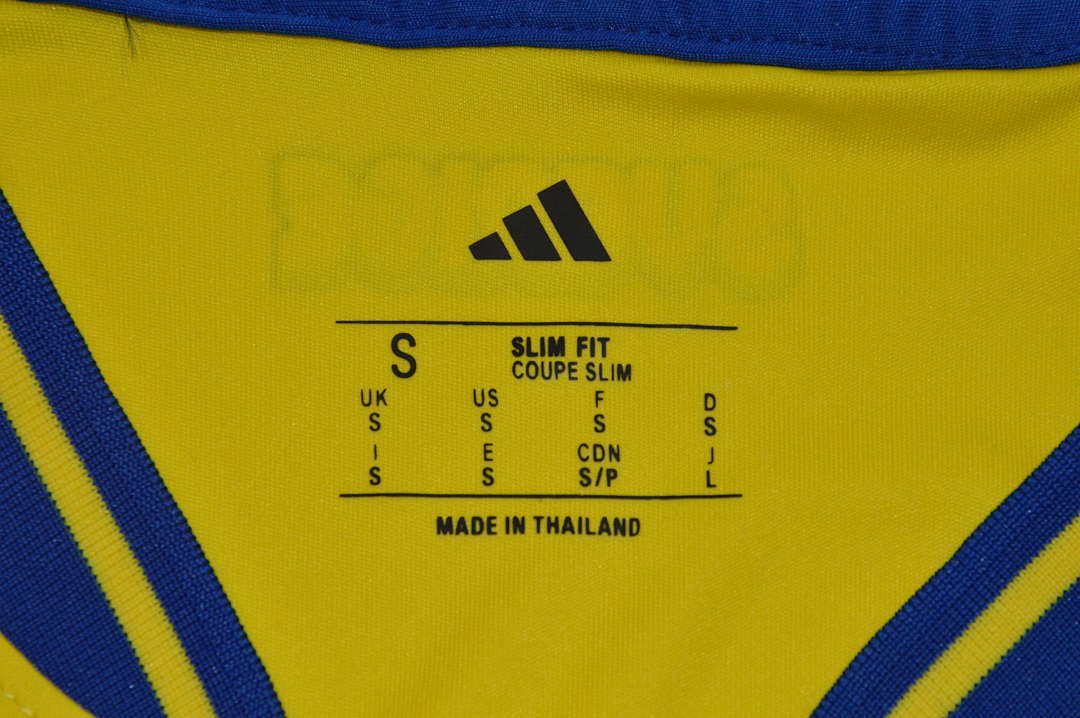 S SLIM FIT
COUPE SLIM
UK US F D
S S S S
I E CDN J
S S S/P L
MADE IN THAILAND